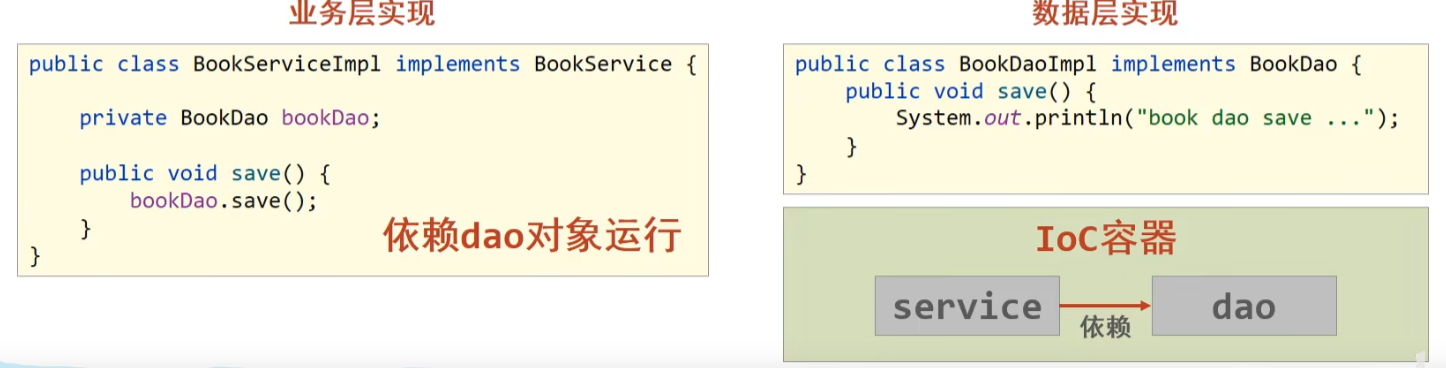 业务层实现
public class BookServiceImpl implements BookService {
private BookDao bookDao;
public void save() {
bookDao.save();
}
}
依赖dao对象运行
数据层实现
public class BookDaoImpl implements BookDao {
public void save() {
System.out.println("book dao save ...");
}
}
IoC容器
service
依赖
dao